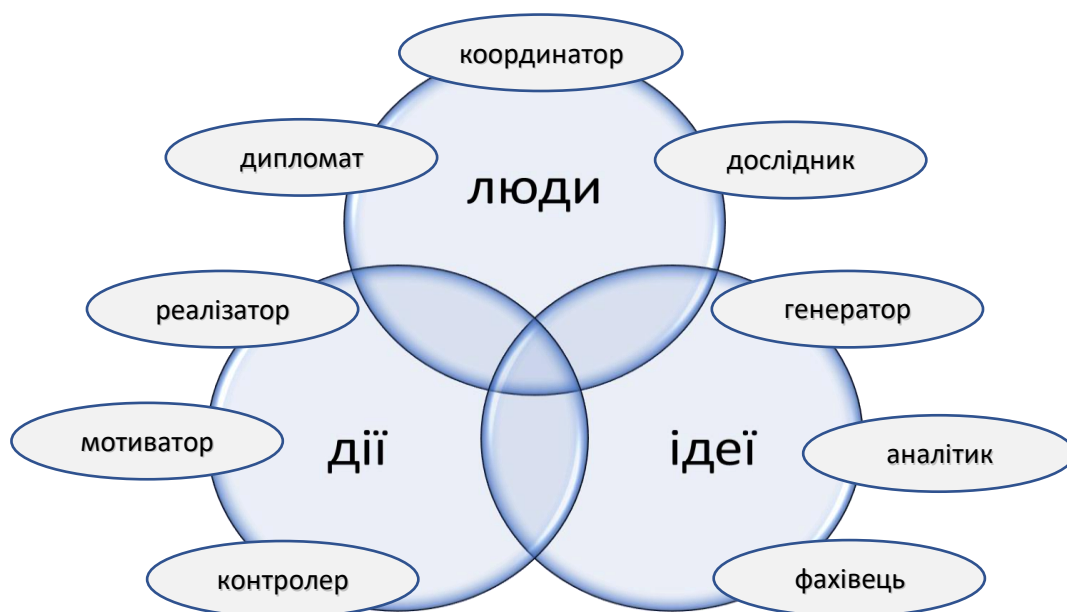 координатор
дипломат
дослідник
люди
реалізатор
генератор
мотиватор
дії
ідеї
аналітик
контролер
фахівець